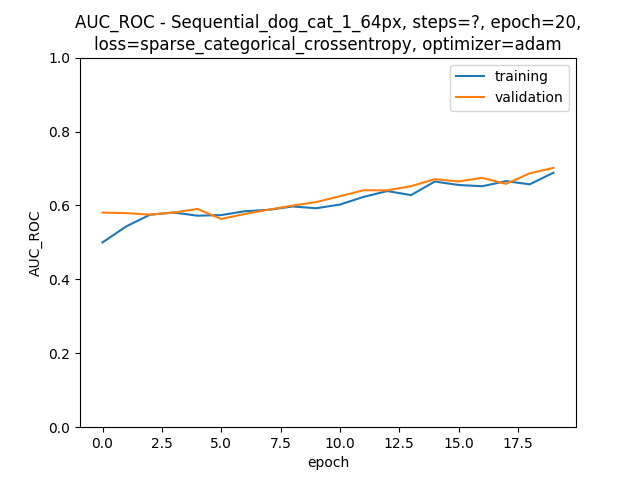 AUC_ROC - Sequential_dog_cat_1_64px, steps=?, epoch=20,
loss=sparse_categorical_crossentropy, optimizer=adam
training
validation
1.0
0.8
0.6
0.4
0.2
0.0
AUC_ROC
0.0 2.5 5.0 7.5 10.0 12.5 15.0 17.5
epoch